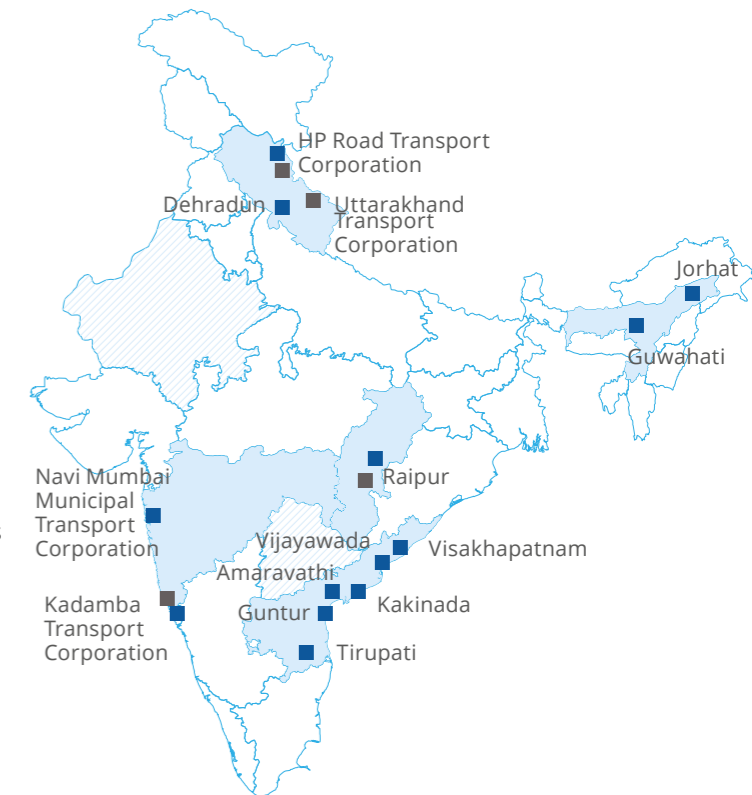 HP Road Transport
Corporation
Dehradun
Uttarakhand
Transport
Corporation
Jorhat
Guwahati
Navi Mumbai
Municipal
Transport
Corporation
Raipur
Vijayawada
Visakhapatnam
Amaravathi
Kakinada
Kadamba
Transport
Corporation
Guntur
Tirupati